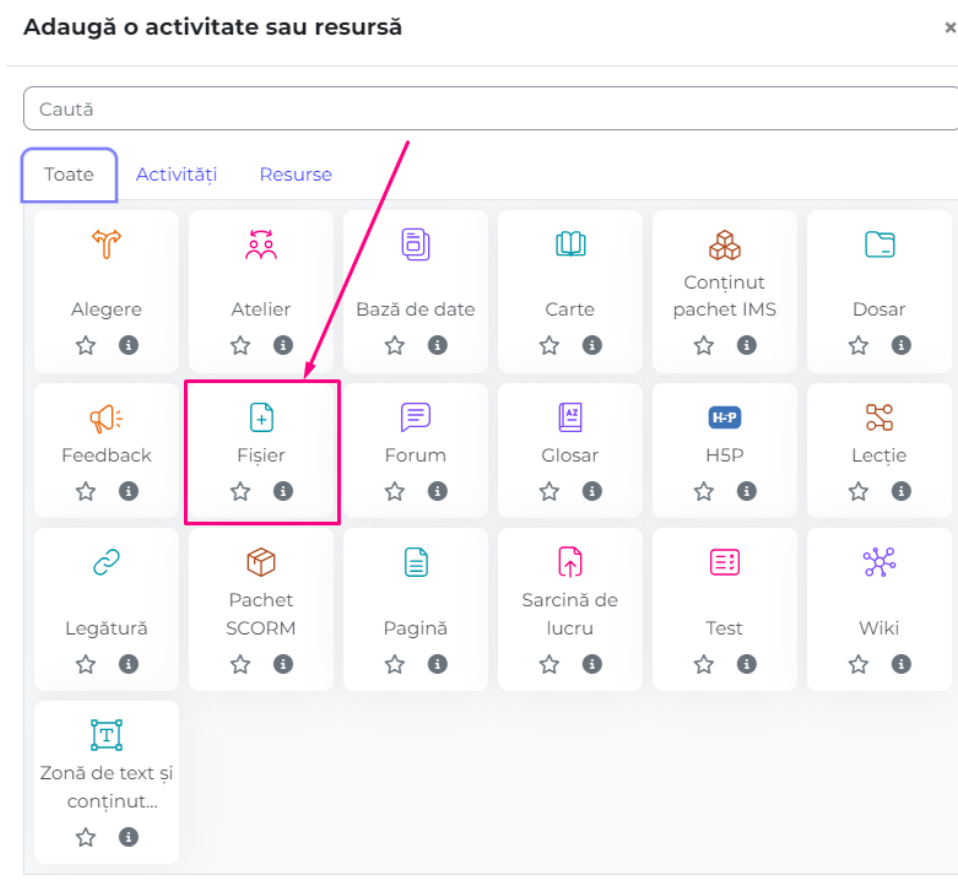 Adaugă o activitate sau resursă
×
Caută
Toate Activități Resurse
Alegere Atelier Bază de date Carte Conținut pachet IMS Dosar
Feedback Fișier Forum Glosar H5P Lecție
Legătură Pachet SCORM Pagină Sarcină de lucru Test Wiki
Zonă de text și
conținut...